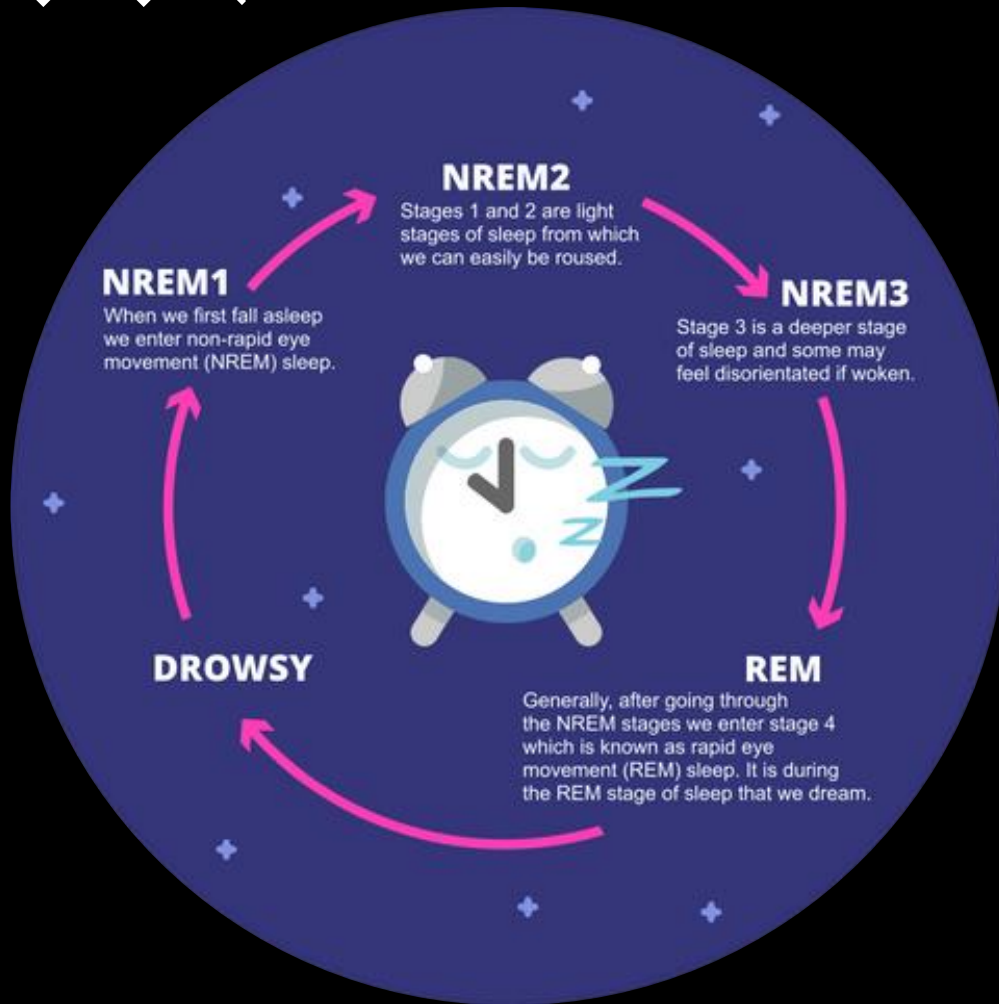 NREM2
Stages 1 and 2 are light
stages of sleep from which
we can easily be roused.
NREM1
When we first fall asleep
we enter non-rapid eye
movement (NREM) sleep.
NREM3
Stage 3 is a deeper stage
of sleep and some may
feel disorientated if woken.
Z
Z
DROWSY
REM
Generally, after going through
the NREM stages we enter stage 4
which is known as rapid eye
movement (REM) sleep. It is during
the REM stage of sleep that we dream.